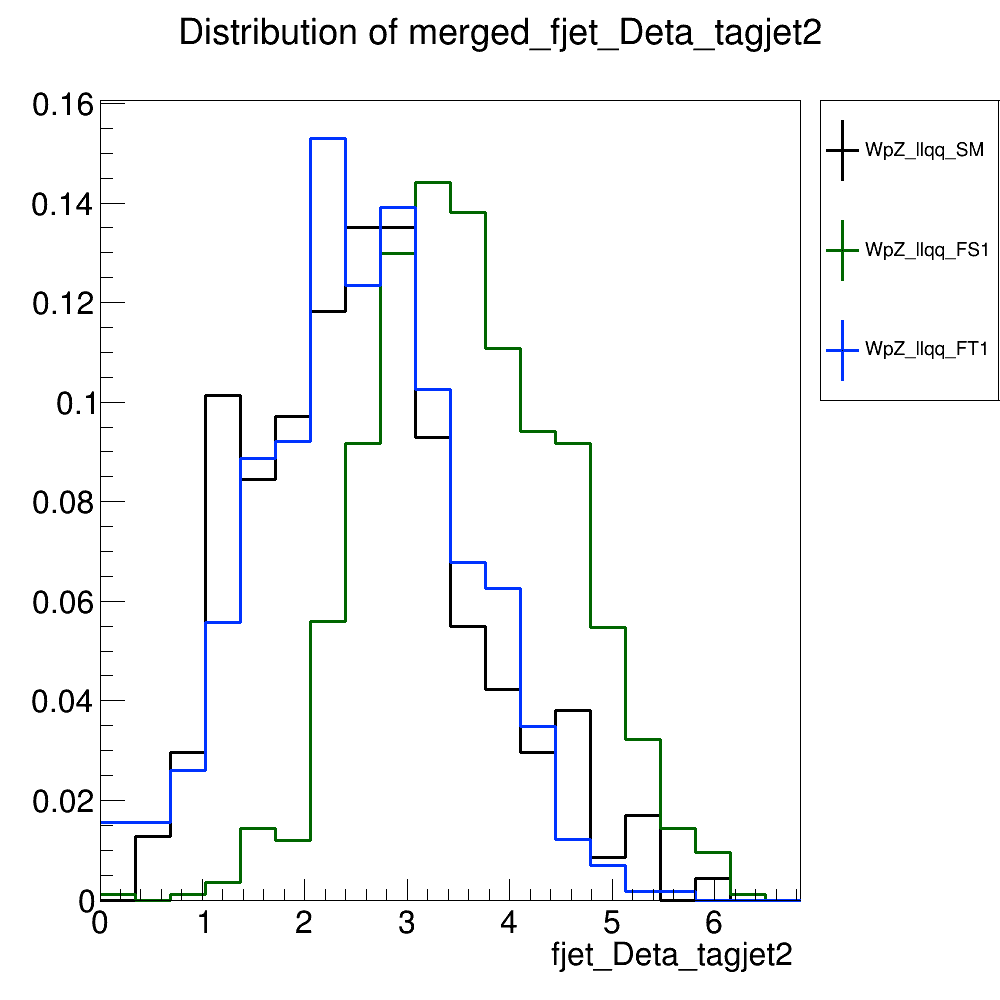 Distribution of merged_fjet_Deta_tagjet2
0.16
0.14
0.12
0.1
0.08
0.06
0.04
0.02
0
0 1 2 3 4 5 6
fjet_Deta_tagjet2
WpZ_llqq_SM
WpZ_llqq_FS1
WpZ_llqq_FT1